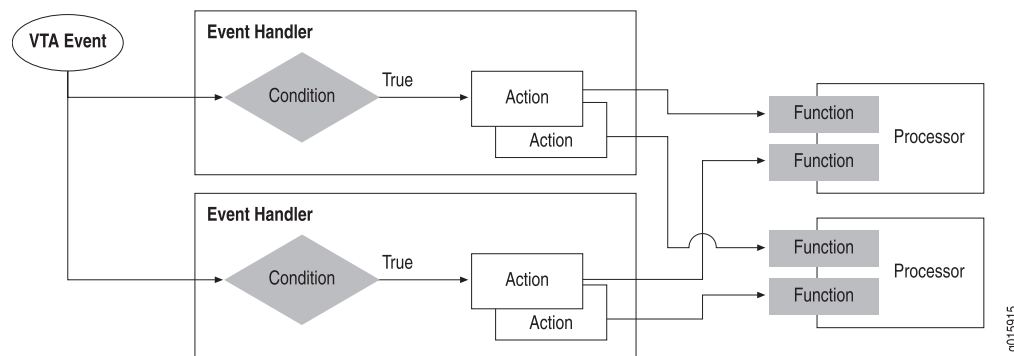 VTA Event
Event Handler
Condition
True
Action
Action
Function
Processor
Function
Event Handler
Condition
True
Action
Action
Function
Processor
Function
g015915